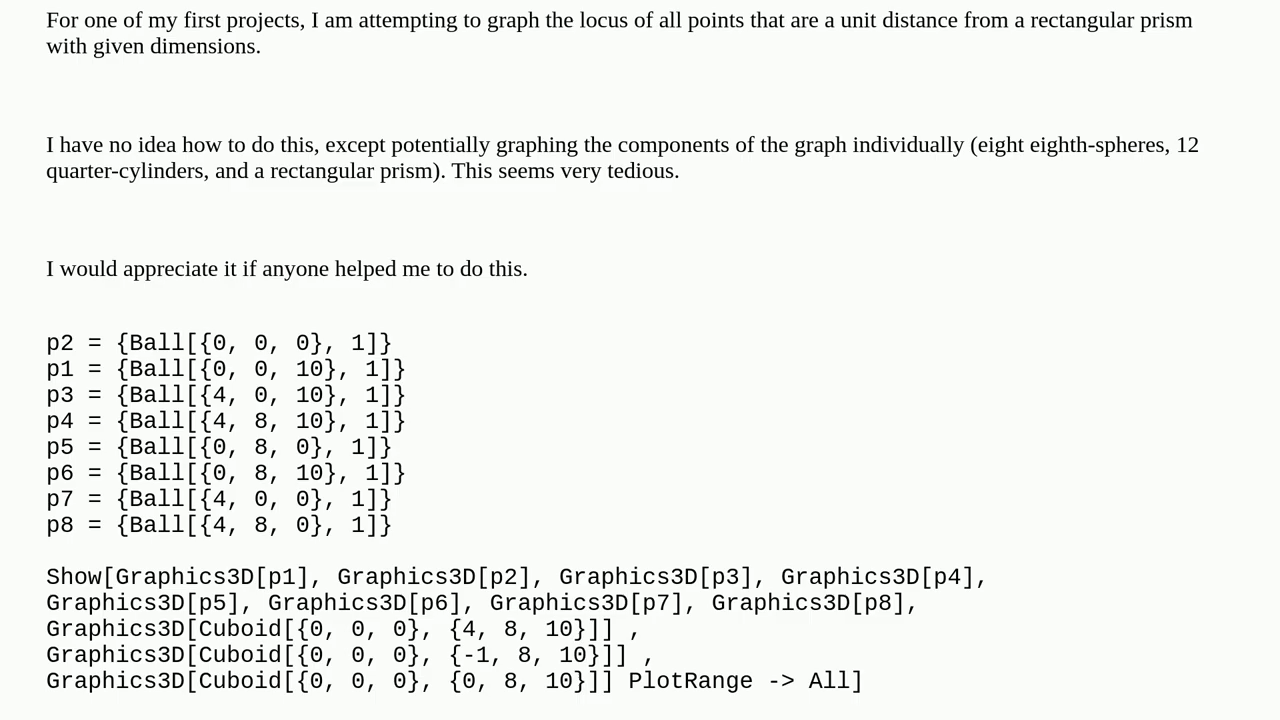 For one of my first projects, I am attempting to graph the locus of all points that are a unit distance from a rectangular prism
with given dimensions.
I have no idea how to do this, except potentially graphing the components of the graph individually (eight eighth-spheres, 12
quarter-cylinders, and a rectangular prism). This seems very tedious.
I would appreciate it if anyone helped me to do this.
p2 = {Ball[{0, 0, 0}, 1]}
p1 = {Ball[{0, 0, 10}, 1]}
p3 = {Ball[{4, 0, 10}, 1]}
p4 = {Ball[{4, 8, 10}, 1]}
p5 = {Ball[{0, 8, 0}, 1]}
p6 = {Ball[{0, 8, 10}, 1]}
p7 = {Ball[{4, 0, 0}, 1]}
p8 = {Ball[{4, 8, 0}, 1]}
Show[Graphics3D[p1], Graphics3D[p2], Graphics3D[p3], Graphics3D[p4],
Graphics3D[p5], Graphics3D[p6], Graphics3D[p7], Graphics3D[p8],
Graphics3D[Cuboid[{0, 0, 0}, {4, 8, 10}]] ,
Graphics3D[Cuboid[{0, 0, 0}, {-1, 8, 10}]] ,
Graphics3D[Cuboid[{0, 0, 0}, {0, 8, 10}]] PlotRange -> All]